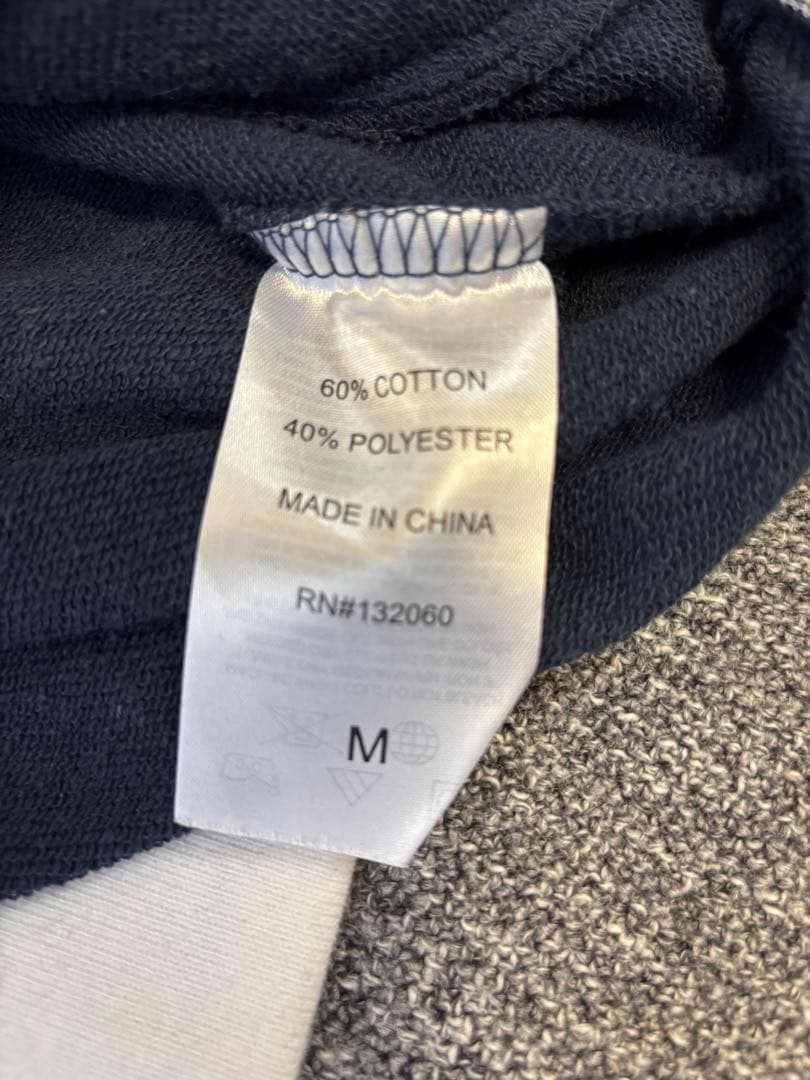 60% COTTON
40% POLYESTER
MADE IN CHINA
RN#132060
M